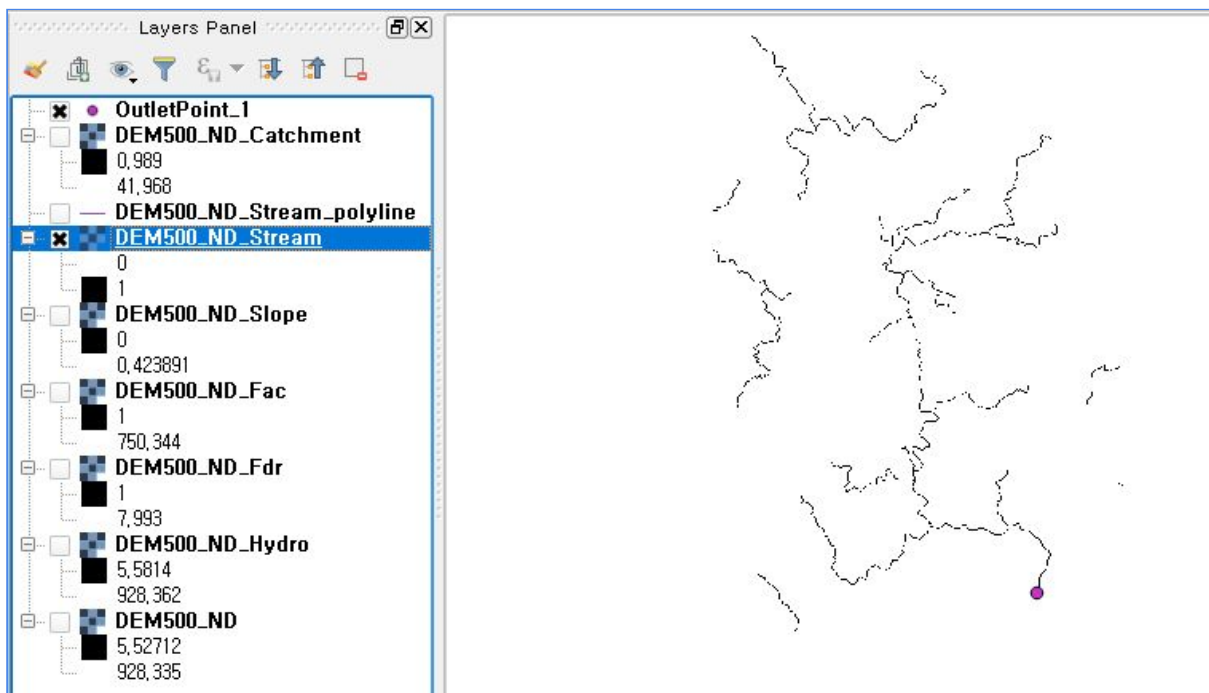 Layers Panel
OutletPoint_1
DEM500_ND_Catchment
0,989
41,968
DEM500_ND_Stream_polyline
DEM500_ND_Stream
0
1
DEM500_ND_Slope
0
0,423891
DEM500_ND_Fac
1
750,344
DEM500_ND_Fdr
1
7,993
DEM500_ND_Hydro
5,5814
928,362
DEM500_ND
5,52712
928,335